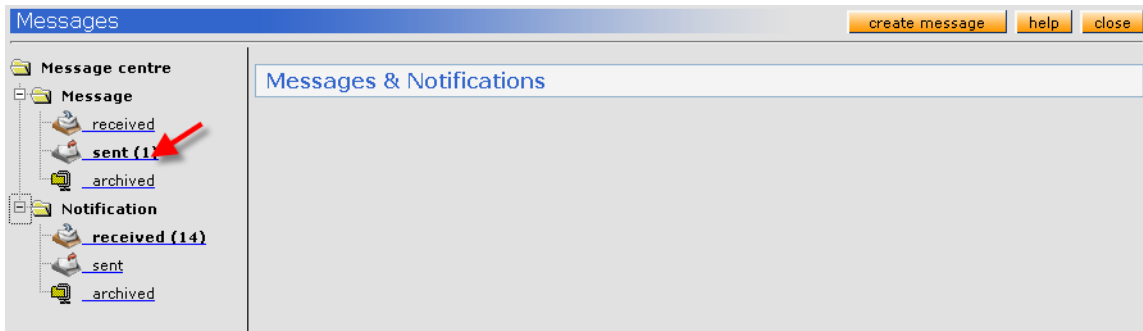 Messages
create message
help
close
Message centre
Message
received
sent (1)
archived
Notification
received (14)
sent
archived
Messages & Notifications